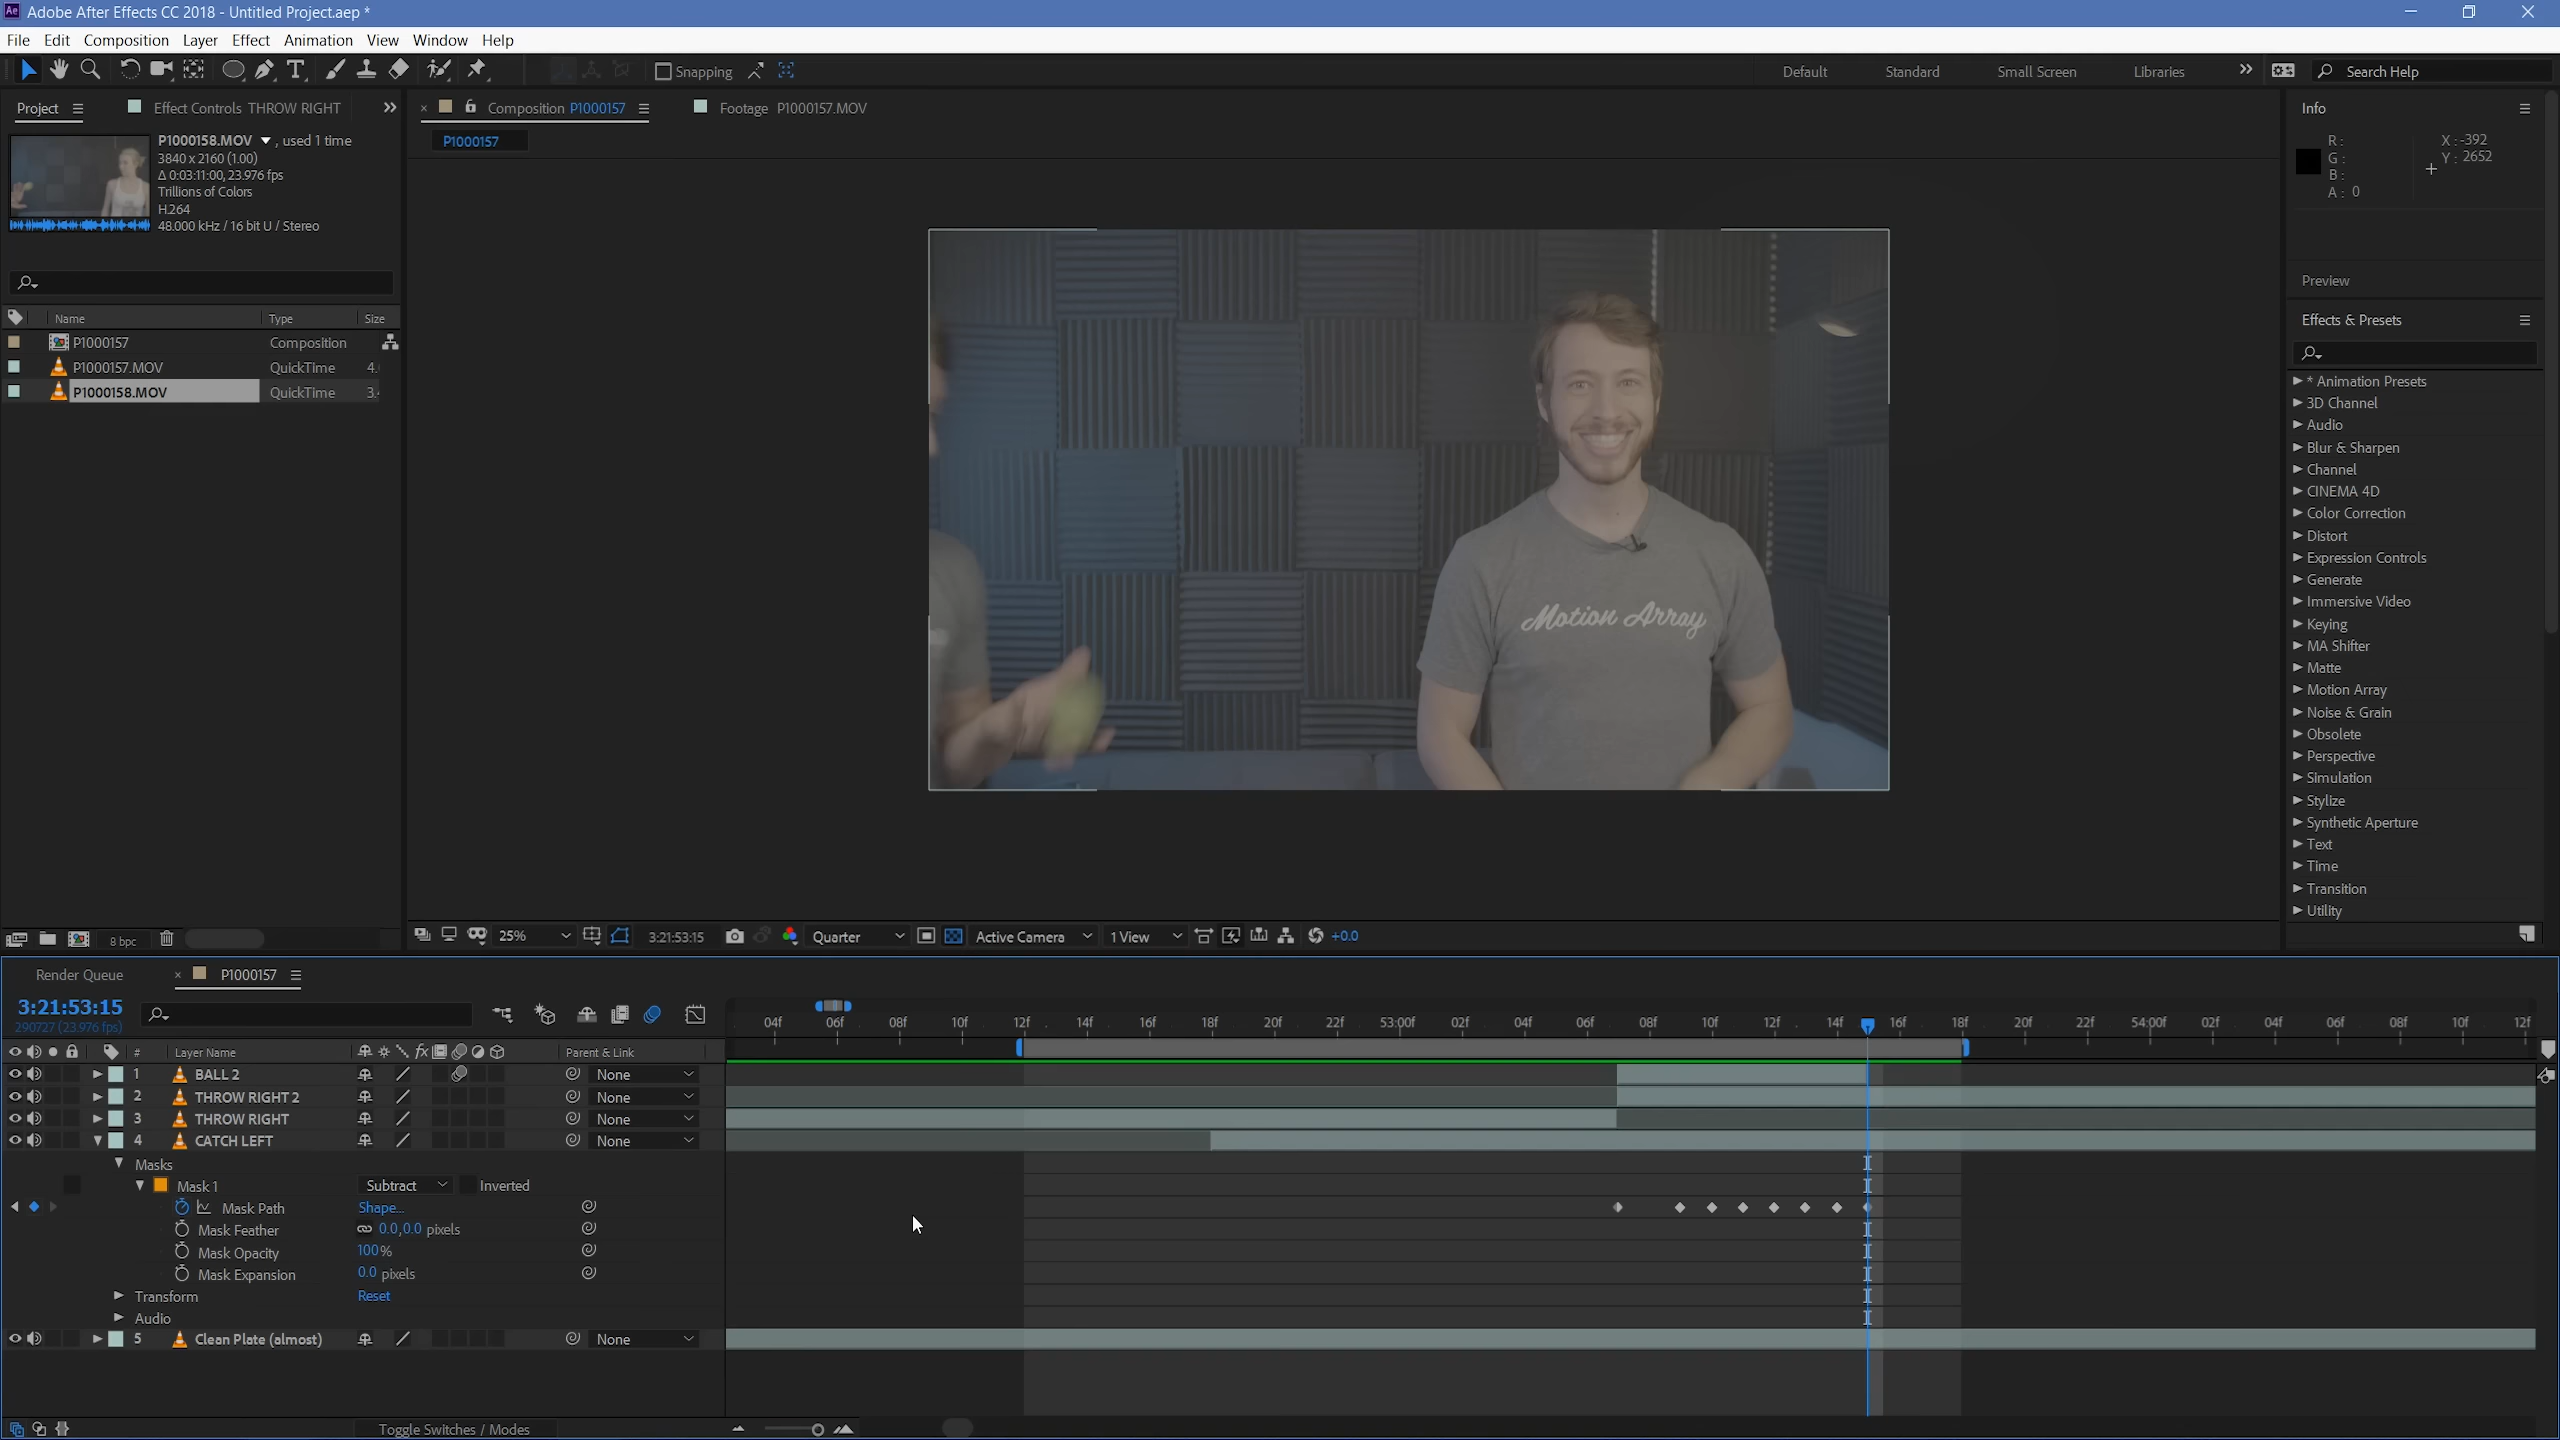 Ae Adobe After Effects CC 2018 - Untitled Project.aep *
File Edit Composition Layer Effect Animation View Window Help
Snapping
Default Standard Small Screen Libraries
Search Help
Project Effect Controls THROW RIGHT
P1000158.MOV , used 1 time
3840 x 2160 (1.00)
Δ 0:03:11:00, 23.976 fps
Trillions of Colors
H.264
48.000 kHz / 16 bit U / Stereo
Name Type Size
P1000157 Composition
P1000157.MOV QuickTime 4.
P1000158.MOV QuickTime 3.
8 bpc
Composition P1000157 Footage P1000157.MOV
P1000157
Motion Array
25% 3:21:53:15 Quarter Active Camera 1 View +0.0
Info
R: X: -392
G: Y: 2652
B:
A: 0
Preview
Effects & Presets
* Animation Presets
3D Channel
Audio
Blur & Sharpen
Channel
CINEMA 4D
Color Correction
Distort
Expression Controls
Generate
Immersive Video
Keying
MA Shifter
Matte
Motion Array
Noise & Grain
Obsolete
Perspective
Simulation
Stylize
Synthetic Aperture
Text
Time
Transition
Utility
Render Queue × P1000157
3:21:53:15
290727 (23.976 fps)
04f 06f 08f 10f 12f 14f 16f 18f 20f 22f 53:00f 02f 04f 06f 08f 10f 12f 14f 16f 18f 20f 22f 54:00f 02f 04f 06f 08f 10f 12f
# Layer Name fx Parent & Link
1 BALL 2 None
2 THROW RIGHT 2 None
3 THROW RIGHT None
4 CATCH LEFT None
Masks
Mask 1 Subtract Inverted
Mask Path Shape...
Mask Feather 0.0,0.0 pixels
Mask Opacity 100%
Mask Expansion 0.0 pixels
Transform Reset
Audio
5 Clean Plate (almost) None
Toggle Switches / Modes